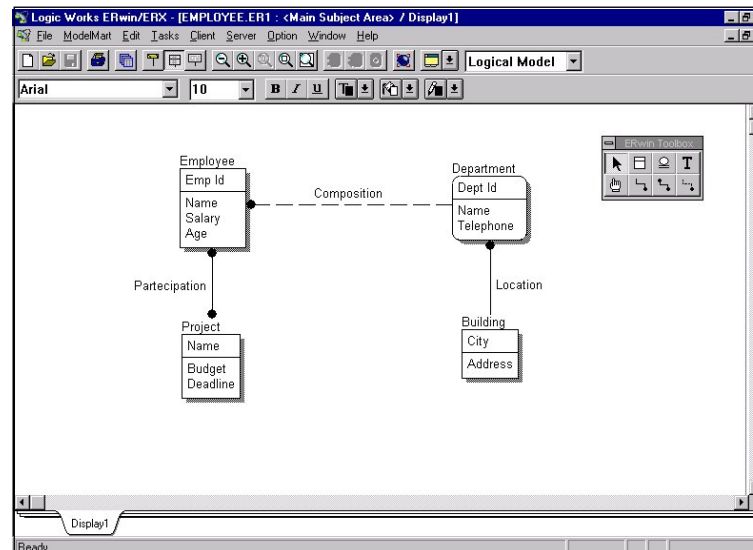 Logic Works ERwin/ERX - [EMPLOYEE.ER1 : <Main Subject Area> / Display1]
File ModelMart Edit Tasks Client Server Option Window Help
Logical Model
Arial 10 B I U T
ERwin Toolbox
T
Employee
Emp Id
Name
Salary
Age
Composition
Department
Dept Id
Name
Telephone
Partecipation
Location
Project
Name
Budget
Deadline
Building
City
Address
Display1
Ready